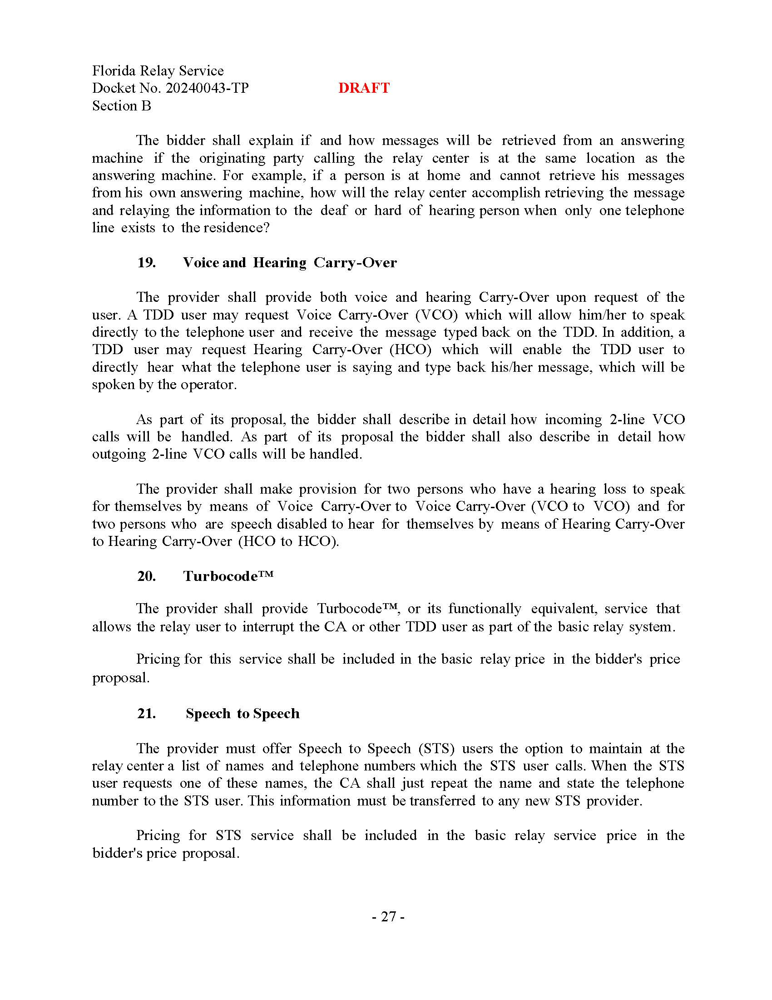 Florida Relay Service
Docket No. 20240043-TP DRAFT
Section B
The bidder shall explain if and how messages will be retrieved from an answering
machine if the originating party calling the relay center is at the same location as the
answering machine. For example, if a person is at home and cannot retrieve his messages
from his own answering machine, how will the relay center accomplish retrieving the message
and relaying the information to the deaf or hard of hearing person when only one telephone
line exists to the residence?
19. Voice and Hearing Carry-Over
The provider shall provide both voice and hearing Carry-Over upon request of the
user. A TDD user may request Voice Carry-Over (VCO) which will allow him/her to speak
directly to the telephone user and receive the message typed back on the TDD. In addition, a
TDD user may request Hearing Carry-Over (HCO) which will enable the TDD user to
directly hear what the telephone user is saying and type back his/her message, which will be
spoken by the operator.
As part of its proposal, the bidder shall describe in detail how incoming 2-line VCO
calls will be handled. As part of its proposal the bidder shall also describe in detail how
outgoing 2-line VCO calls will be handled.
The provider shall make provision for two persons who have a hearing loss to speak
for themselves by means of Voice Carry-Over to Voice Carry-Over (VCO to VCO) and for
two persons who are speech disabled to hear for themselves by means of Hearing Carry-Over
to Hearing Carry-Over (HCO to HCO).
20. Turbocode™
The provider shall provide Turbocode™, or its functionally equivalent, service that
allows the relay user to interrupt the CA or other TDD user as part of the basic relay system.
Pricing for this service shall be included in the basic relay price in the bidder's price
proposal.
21. Speech to Speech
The provider must offer Speech to Speech (STS) users the option to maintain at the
relay center a list of names and telephone numbers which the STS user calls. When the STS
user requests one of these names, the CA shall just repeat the name and state the telephone
number to the STS user. This information must be transferred to any new STS provider.
Pricing for STS service shall be included in the basic relay service price in the
bidder's price proposal.
- 27 -